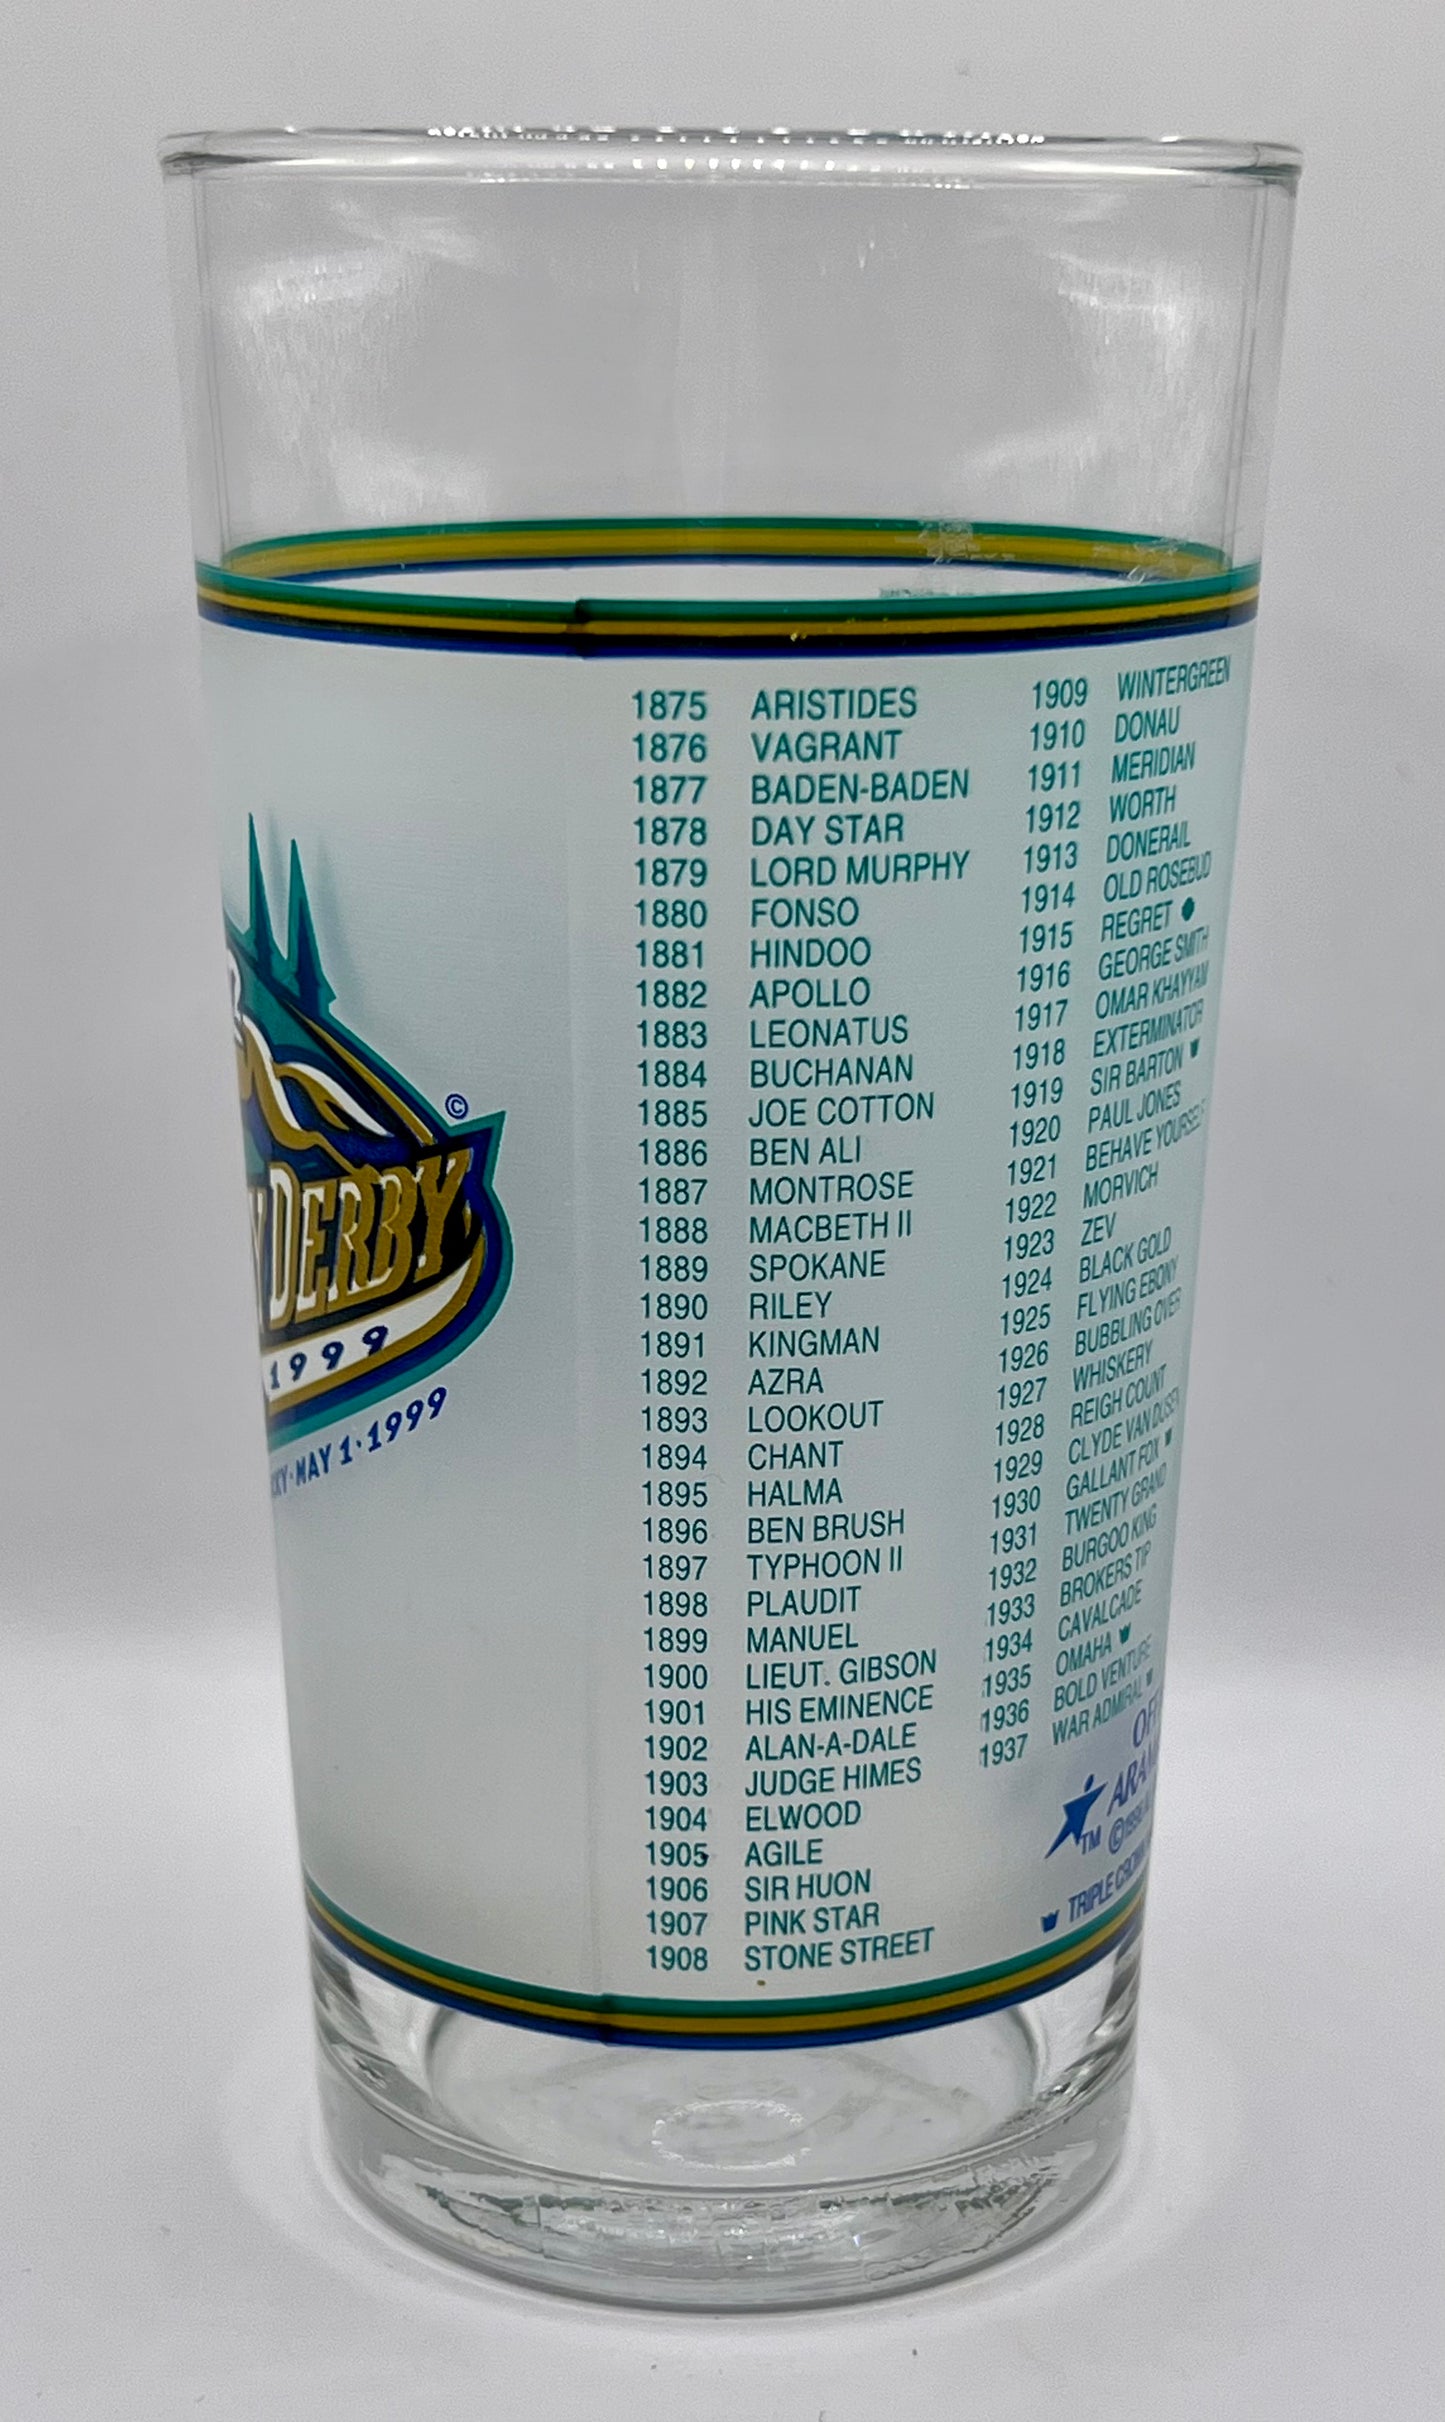 ©
DERBY
1999
MAY 1·1999
1875 ARISTIDES
1876 VAGRANT
1877 BADEN-BADEN
1878 DAY STAR
1879 LORD MURPHY
1880 FONSO
1881 HINDOO
1882 APOLLO
1883 LEONATUS
1884 BUCHANAN
1885 JOE COTTON
1886 BEN ALI
1887 MONTROSE
1888 MACBETH II
1889 SPOKANE
1890 RILEY
1891 KINGMAN
1892 AZRA
1893 LOOKOUT
1894 CHANT
1895 HALMA
1896 BEN BRUSH
1897 TYPHOON II
1898 PLAUDIT
1899 MANUEL
1900 LIEUT. GIBSON
1901 HIS EMINENCE
1902 ALAN-A-DALE
1903 JUDGE HIMES
1904 ELWOOD
1905 AGILE
1906 SIR HUON
1907 PINK STAR
1908 STONE STREET
1909 WINTERGREEN
1910 DONAU
1911 MERIDIAN
1912 WORTH
1913 DONERAIL
1914 OLD ROSEBUD
1915 REGRET
1916 GEORGE SMITH
1917 OMAR KHAYYAM
1918 EXTERMINATOR
1919 SIR BARTON
1920 PAUL JONES
1921 BEHAVE YOURSELF
1922 MORVICH
1923 ZEV
1924 BLACK GOLD
1925 FLYING EBONY
1926 BUBBLING OVER
1927 WHISKERY
1928 REIGH COUNT
1929 CLYDE VAN DUSEN
1930 GALLANT FOX
1931 TWENTY GRAND
1932 BURGOO KING
1933 BROKERS TIP
1934 CAVALCADE
1935 OMAHA
1936 BOLD VENTURE
1937 WAR ADMIRAL
TM ©
TRIPLE